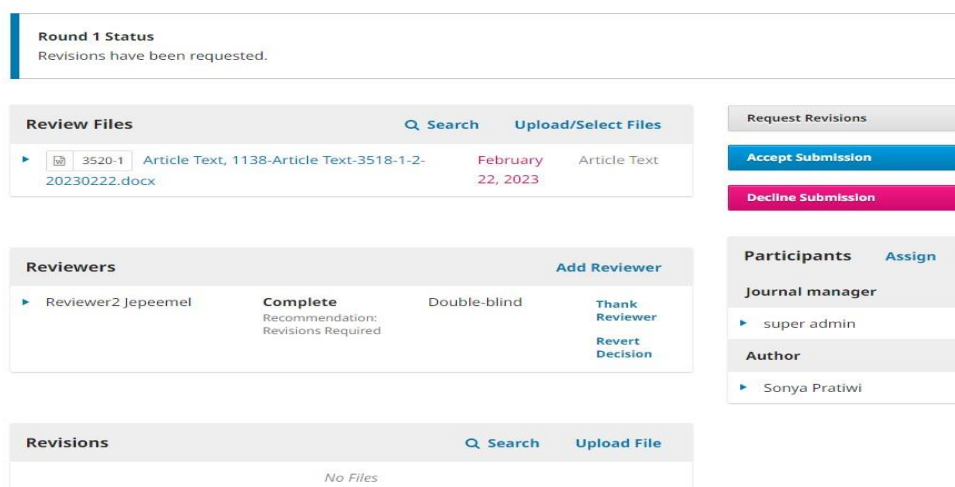 Round 1 Status
Revisions have been requested.
Review Files
Search
Upload/Select Files
3520-1 Article Text, 1138-Article Text-3518-1-2-
20230222.docx
February
22, 2023
Article Text
Reviewers
Add Reviewer
Reviewer2 Jepeemel
Complete
Recommendation:
Revisions Required
Double-blind
Thank
Reviewer
Revert
Decision
Revisions
Search
Upload File
No Files
Request Revisions
Accept Submission
Decline Submission
Participants
Assign
Journal manager
super admin
Author
Sonya Pratiwi